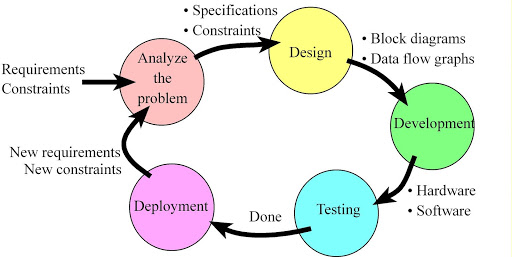 • Specifications
• Constraints
Requirements
Constraints
Analyze
the
problem
Design
• Block diagrams
• Data flow graphs
Development
• Hardware
• Software
Testing
Done
Deployment
New requirements
New constraints